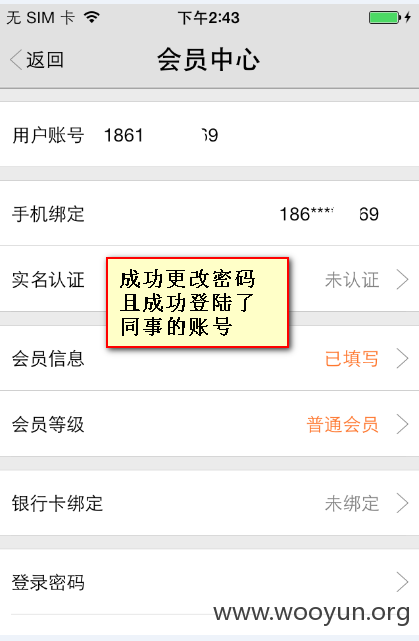 无 SIM 卡 下午2:43
返回 会员中心
用户账号 1861 69
手机绑定 186*** 69
实名认证 未认证
成功更改密码
且成功登陆了
同事的账号
会员信息 已填写
会员等级 普通会员
银行卡绑定 未绑定
登录密码
www.wooyun.org